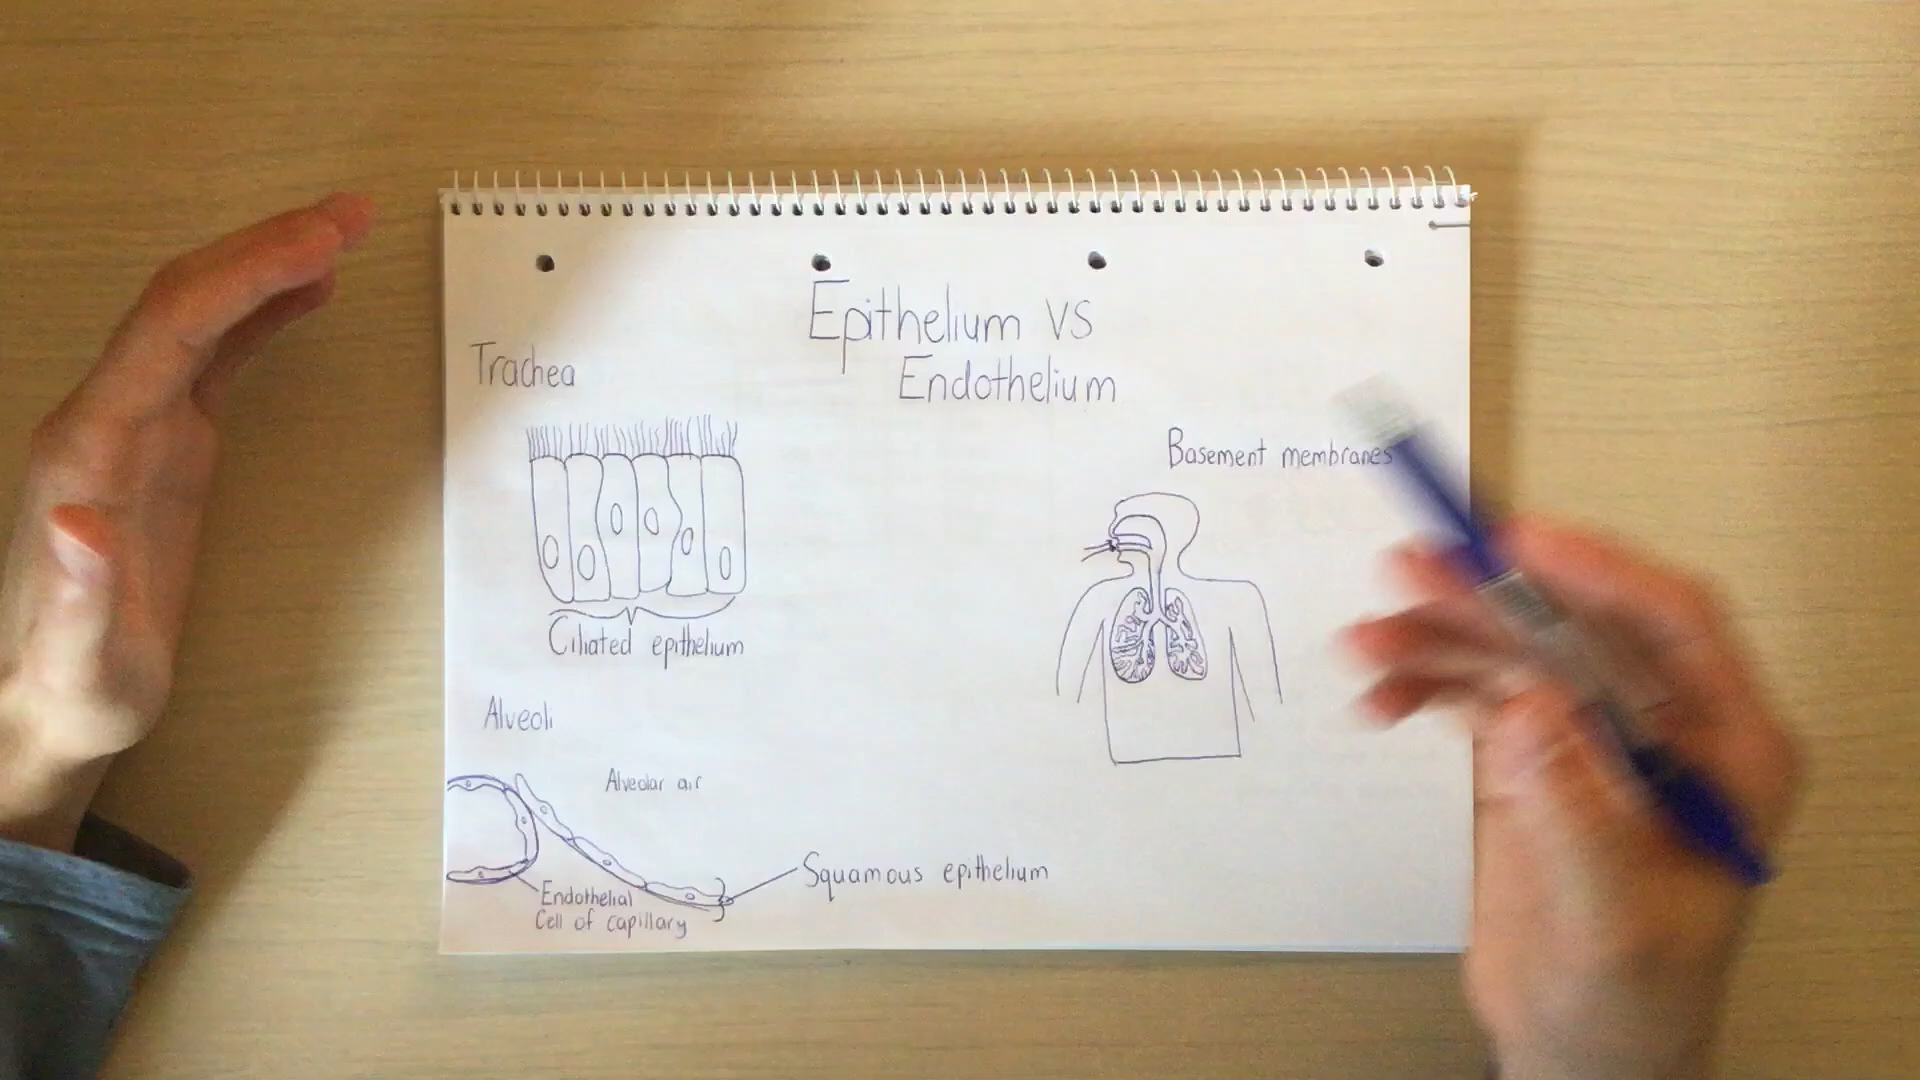 Epithelium VS
Endothelium
Trachea
Basement membranes
Ciliated epithelium
Alveoli
Alveolar air
Squamous epithelium
Endothelial
Cell of capillary